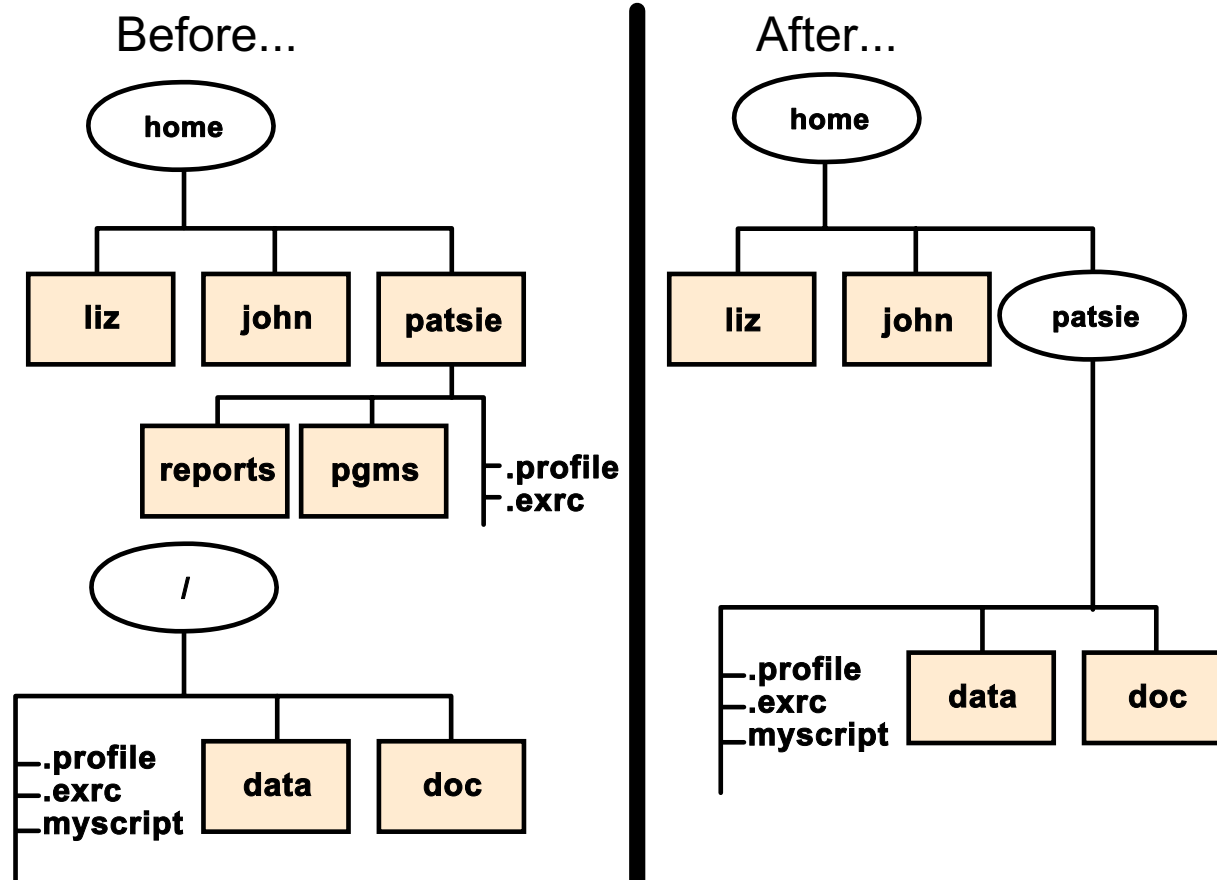 Before...
home
liz
john
patsie
reports
pgms
.profile
.exrc
/
.profile
.exrc
myscript
data
doc
After...
home
liz
john
patsie
.profile
.exrc
myscript
data
doc